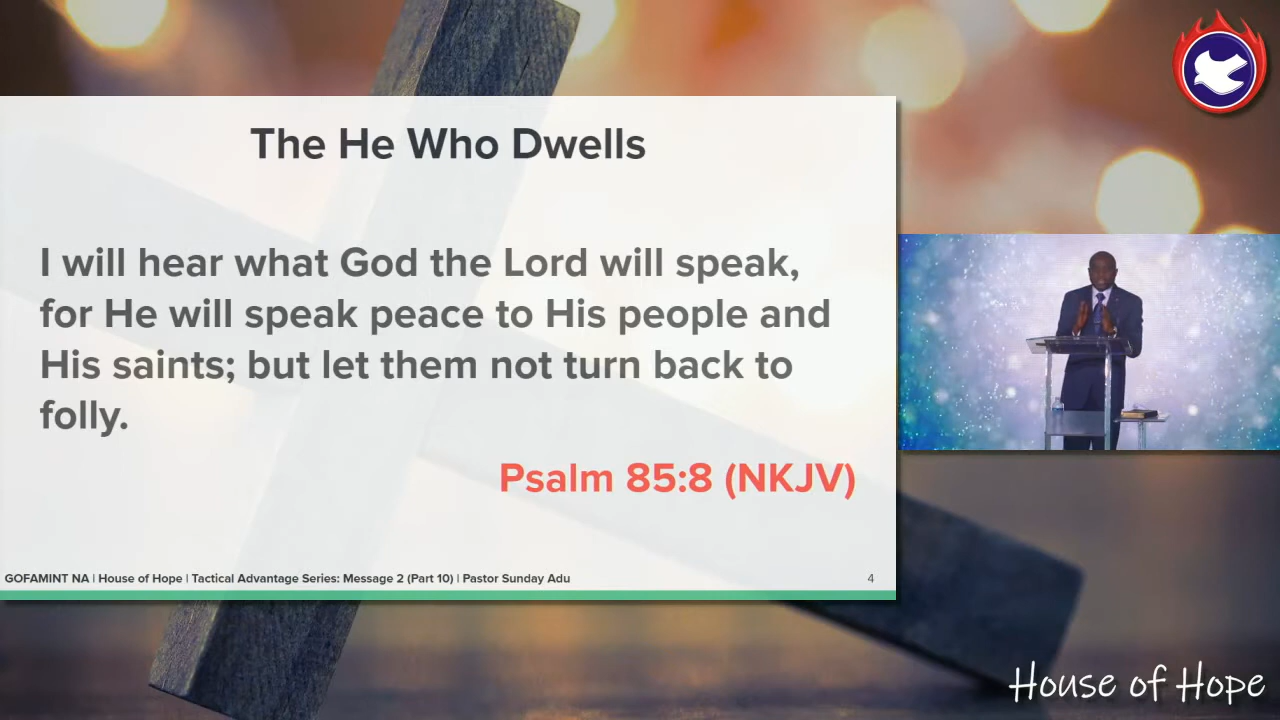 The He Who Dwells
I will hear what God the Lord will speak,
for He will speak peace to His people and
His saints; but let them not turn back to
folly.
Psalm 85:8 (NKJV)
GOFAMINT NA | House of Hope | Tactical Advantage Series: Message 2 (Part 10) | Pastor Sunday Adu
4
House of Hope